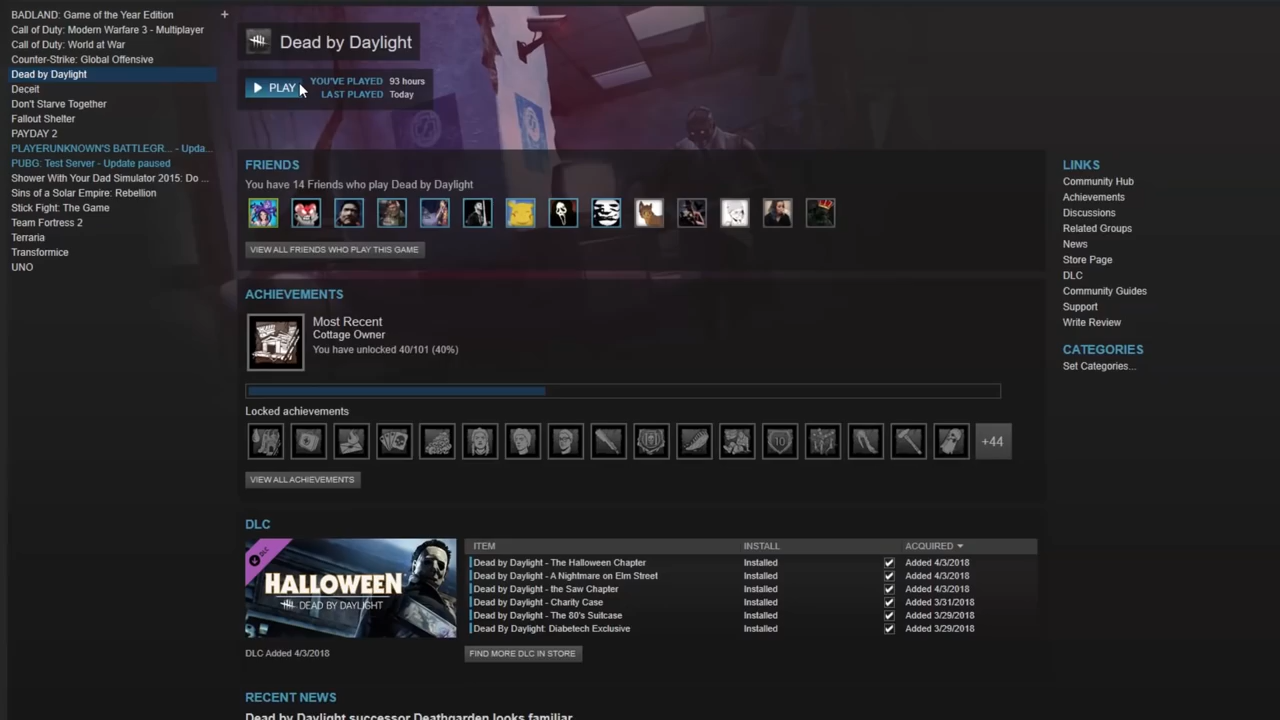 BADLAND: Game of the Year Edition
+
Call of Duty: Modern Warfare 3 - Multiplayer
Call of Duty: World at War
Counter-Strike: Global Offensive
Dead by Daylight
Deceit
Don't Starve Together
Fallout Shelter
PAYDAY 2
PLAYERUNKNOWN'S BATTLEGR... - Upda...
PUBG: Test Server - Update paused
Shower With Your Dad Simulator 2015: Do ...
Sins of a Solar Empire: Rebellion
Stick Fight: The Game
Team Fortress 2
Terraria
Transformice
UNO
Dead by Daylight
PLAY
YOU'VE PLAYED 93 hours
LAST PLAYED Today
FRIENDS
You have 14 Friends who play Dead by Daylight
VIEW ALL FRIENDS WHO PLAY THIS GAME
ACHIEVEMENTS
Most Recent
Cottage Owner
You have unlocked 40/101 (40%)
Locked achievements
10
+44
VIEW ALL ACHIEVEMENTS
DLC
DLC
HALLOWEEN
DEAD BY DAYLIGHT
DLC Added 4/3/2018
ITEM INSTALL ACQUIRED
Dead by Daylight - The Halloween Chapter Installed Added 4/3/2018
Dead by Daylight - A Nightmare on Elm Street Installed Added 4/3/2018
Dead by Daylight - the Saw Chapter Installed Added 4/3/2018
Dead by Daylight - Charity Case Installed Added 3/31/2018
Dead by Daylight - The 80's Suitcase Installed Added 3/29/2018
Dead By Daylight: Diabetech Exclusive Installed Added 3/29/2018
FIND MORE DLC IN STORE
RECENT NEWS
Dead by Daylight successor Deathgarden looks familiar
LINKS
Community Hub
Achievements
Discussions
Related Groups
News
Store Page
DLC
Community Guides
Support
Write Review
CATEGORIES
Set Categories...